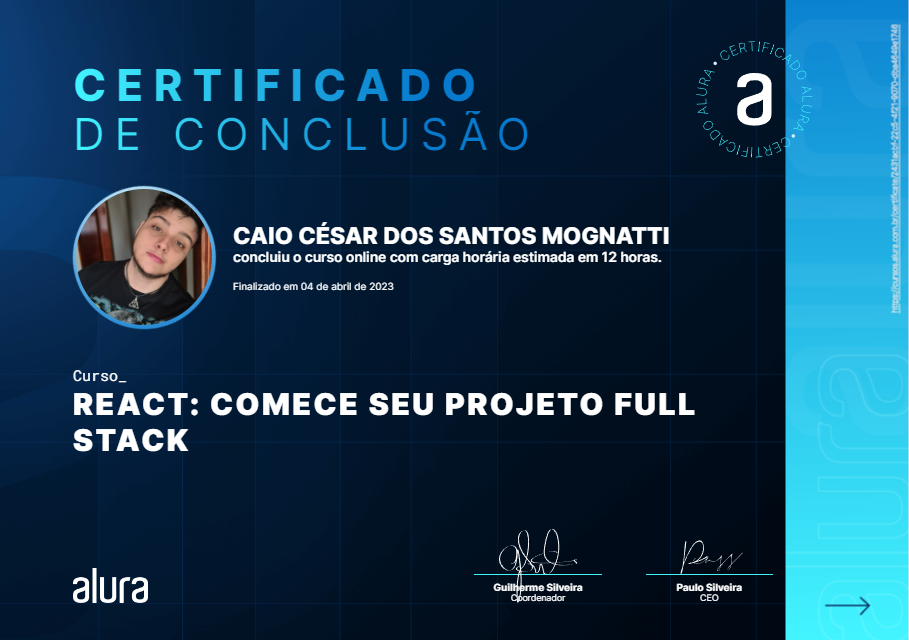 CERTIFICADO
DE CONCLUSÃO
CERTIFICADO ALURA • CERTIFICADO ALURA •
a
CAIO CÉSAR DOS SANTOS MOGNATTI
concluiu o curso online com carga horária estimada em 12 horas.
Finalizado em 04 de abril de 2023
Curso_
REACT: COMECE SEU PROJETO FULL
STACK
alura
Guilherme Silveira
Coordenador
Paulo Silveira
CEO
alura